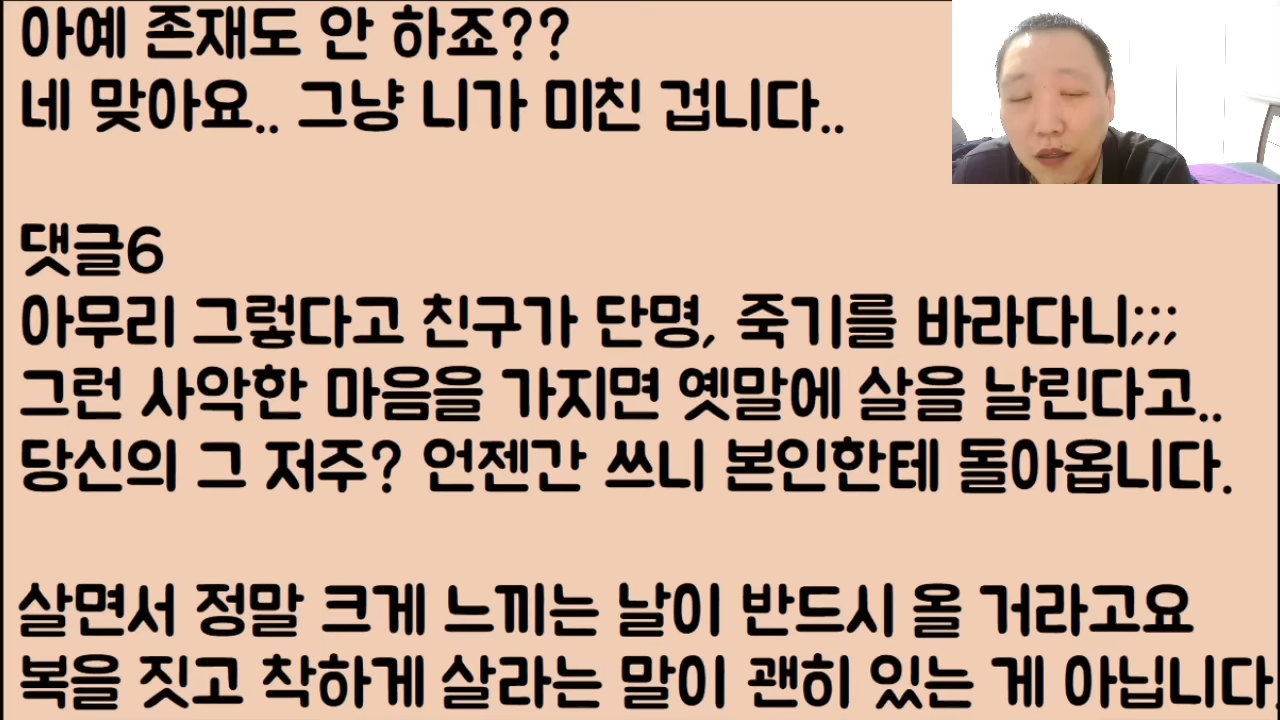 아예 존재도 안 하죠??
네 맞아요.. 그냥 니가 미친 겁니다..
댓글6
아무리 그렇다고 친구가 단명, 죽기를 바라다니;;;
그런 사악한 마음을 가지면 옛말에 살을 날린다고..
당신의 그 저주? 언젠간 쓰니 본인한테 돌아옵니다.
살면서 정말 크게 느끼는 날이 반드시 올 거라고요
복을 짓고 착하게 살라는 말이 괜히 있는 게 아닙니다.